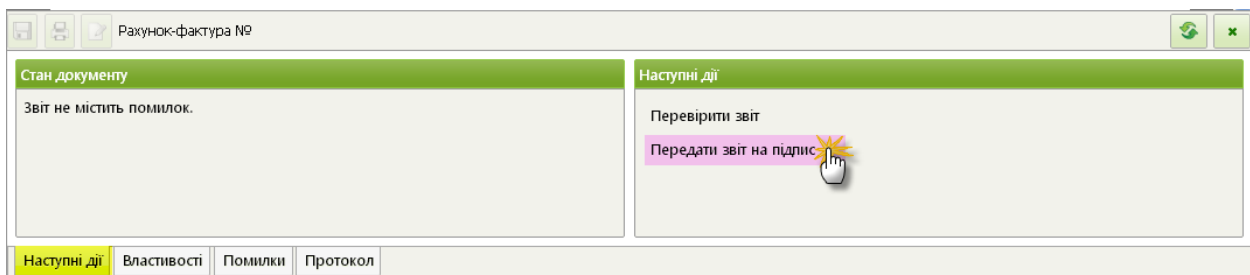 Рахунок-фактура №
Стан документу
Звіт не містить помилок.
Наступні дії
Перевірити звіт
Передати звіт на підпис
Наступні дії
Властивості
Помилки
Протокол